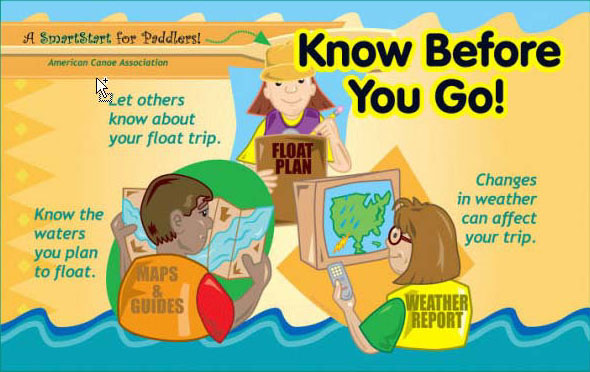 A SmartStart for Paddlers!
American Canoe Association
Know Before
You Go!
Let others
know about
your float trip.
FLOAT
PLAN
Know the
waters
you plan
to float.
MAPS
&
GUIDES
Changes
in weather
can affect
your trip.
WEATHER
REPORT